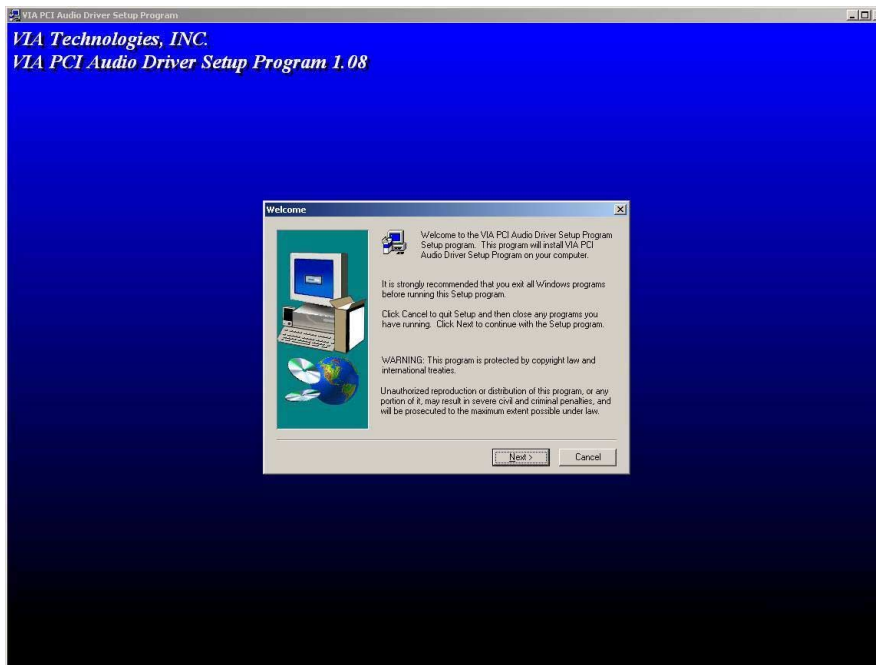 VIA PCI Audio Driver Setup Program
VIA Technologies, INC.
VIA PCI Audio Driver Setup Program 1.08
Welcome
Welcome to the VIA PCI Audio Driver Setup Program
Setup program. This program will install VIA PCI
Audio Driver Setup Program on your computer.
It is strongly recommended that you exit all Windows programs
before running this Setup program.
Click Cancel to quit Setup and then close any programs you
have running. Click Next to continue with the Setup program.
WARNING: This program is protected by copyright law and
international treaties.
Unauthorized reproduction or distribution of this program, or any
portion of it, may result in severe civil and criminal penalties, and
will be prosecuted to the maximum extent possible under law.
Next >
Cancel